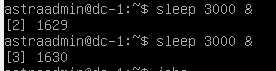 astraadmin@dc-1:~$ sleep 3000 &
[2] 1629
astraadmin@dc-1:~$ sleep 3000 &
[3] 1630